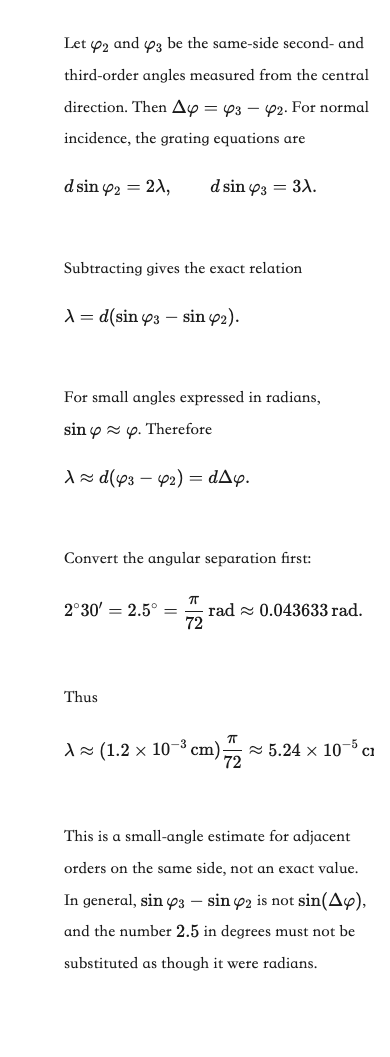 Let φ₂ and φ₃ be the same-side second- and
third-order angles measured from the central
direction. Then Δφ = φ₃ − φ₂. For normal
incidence, the grating equations are
d sin φ₂ = 2λ, d sin φ₃ = 3λ.
Subtracting gives the exact relation
λ = d(sin φ₃ − sin φ₂).
For small angles expressed in radians,
sin φ ≈ φ. Therefore
λ ≈ d(φ₃ − φ₂) = dΔφ.
Convert the angular separation first:
2°30′ = 2.5° = π/72 rad ≈ 0.043633 rad.
Thus
λ ≈ (1.2 × 10⁻³ cm) π/72 ≈ 5.24 × 10⁻⁵
This is a small-angle estimate for adjacent
orders on the same side, not an exact value.
In general, sin φ₃ − sin φ₂ is not sin(Δφ),
and the number 2.5 in degrees must not be
substituted as though it were radians.